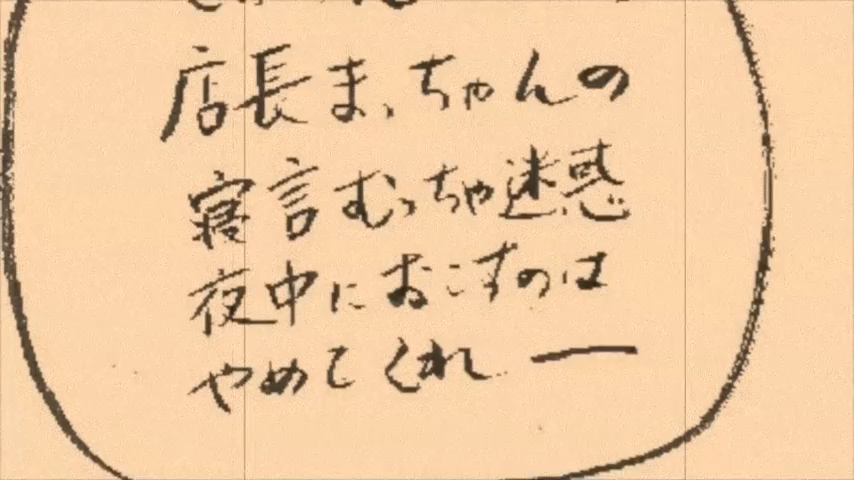 店長まっちゃんの
寝言むっちゃ迷惑
夜中におこすのは
やめてくれー